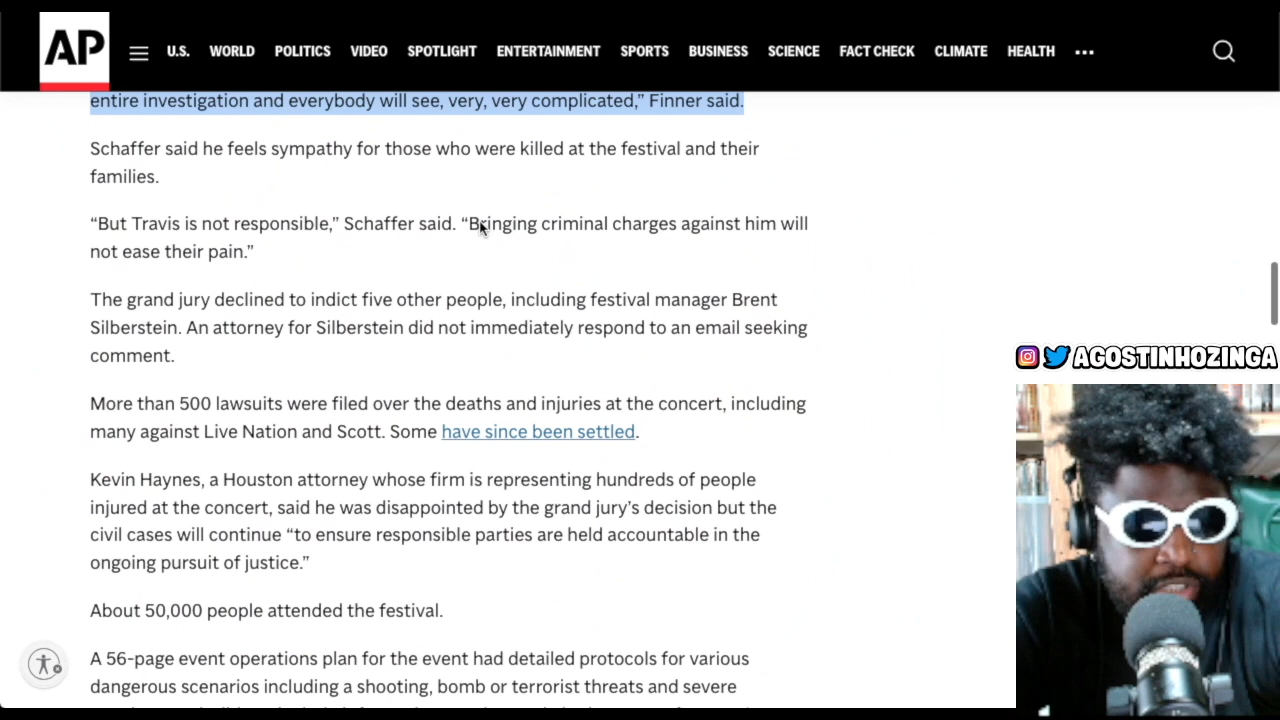 AP
U.S. WORLD POLITICS VIDEO SPOTLIGHT ENTERTAINMENT SPORTS BUSINESS SCIENCE FACT CHECK CLIMATE HEALTH
entire investigation and everybody will see, very, very complicated,” Finner said.
Schaffer said he feels sympathy for those who were killed at the festival and their
families.
“But Travis is not responsible,” Schaffer said. “Bringing criminal charges against him will
not ease their pain.”
The grand jury declined to indict five other people, including festival manager Brent
Silberstein. An attorney for Silberstein did not immediately respond to an email seeking
comment.
More than 500 lawsuits were filed over the deaths and injuries at the concert, including
many against Live Nation and Scott. Some have since been settled.
Kevin Haynes, a Houston attorney whose firm is representing hundreds of people
injured at the concert, said he was disappointed by the grand jury’s decision but the
civil cases will continue “to ensure responsible parties are held accountable in the
ongoing pursuit of justice.”
About 50,000 people attended the festival.
A 56-page event operations plan for the event had detailed protocols for various
dangerous scenarios including a shooting, bomb or terrorist threats and severe
AGOSTINHOZINGA